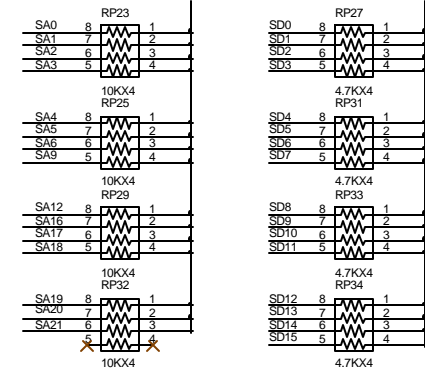 RP23 RP27
SA0 8 1 SD0 8 1
SA1 7 2 SD1 7 2
SA2 6 3 SD2 6 3
SA3 5 4 SD3 5 4
10KX4 4.7KX4
RP25 RP31
SA4 8 1 SD4 8 1
SA5 7 2 SD5 7 2
SA6 6 3 SD6 6 3
SA9 5 4 SD7 5 4
10KX4 4.7KX4
RP29 RP33
SA12 8 1 SD8 8 1
SA16 7 2 SD9 7 2
SA17 6 3 SD10 6 3
SA18 5 4 SD11 5 4
10KX4 4.7KX4
RP32 RP34
SA19 8 1 SD12 8 1
SA20 7 2 SD13 7 2
SA21 6 3 SD14 6 3
5 4 SD15 5 4
10KX4 4.7KX4